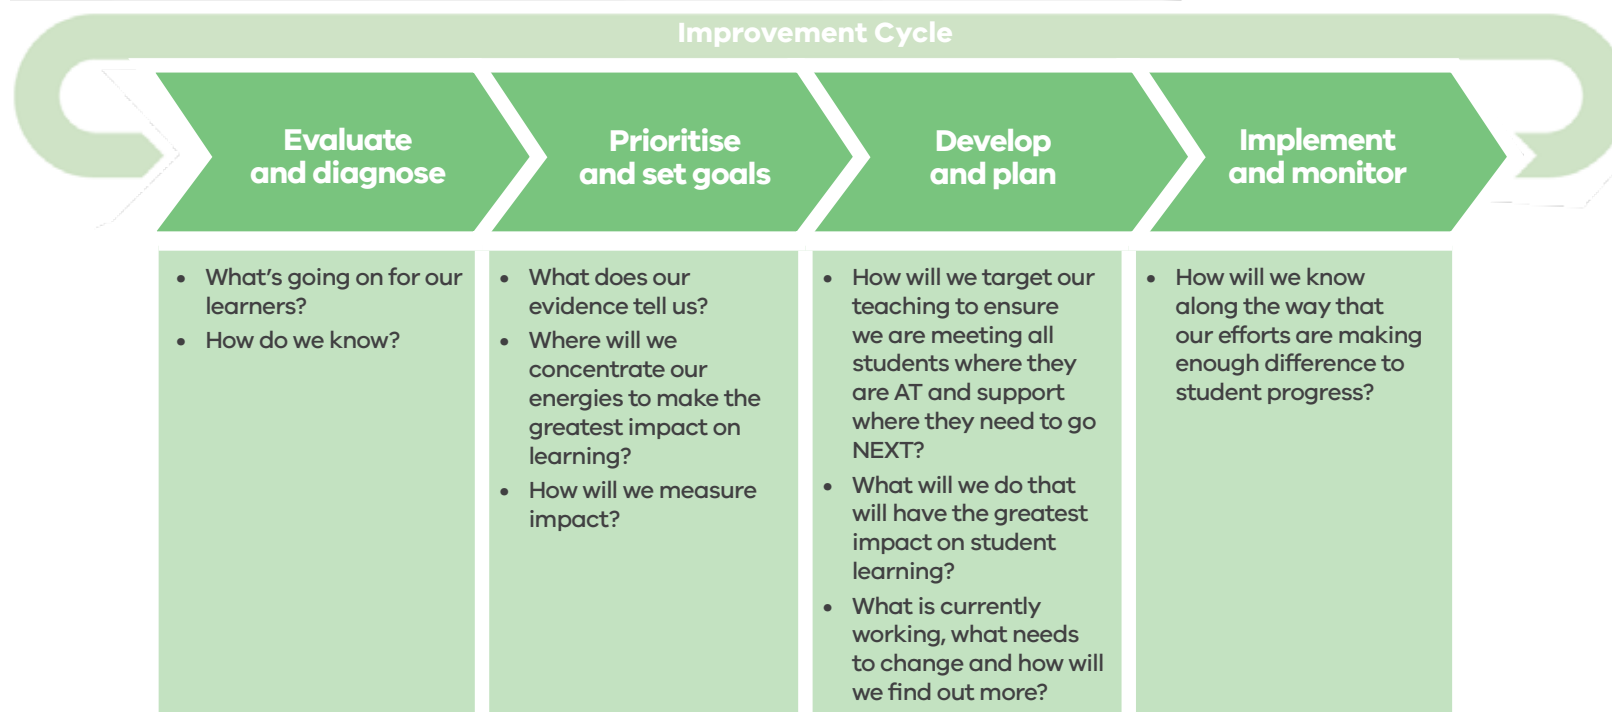 Improvement Cycle
Evaluate
and diagnose
Prioritise
and set goals
Develop
and plan
Implement
and monitor
• What’s going on for our
learners?
• How do we know?
• What does our
evidence tell us?
• Where will we
concentrate our
energies to make the
greatest impact on
learning?
• How will we measure
impact?
• How will we target our
teaching to ensure
we are meeting all
students where they
are AT and support
where they need to go
NEXT?
• What will we do that
will have the greatest
impact on student
learning?
• What is currently
working, what needs
to change and how will
we find out more?
• How will we know
along the way that
our efforts are making
enough difference to
student progress?